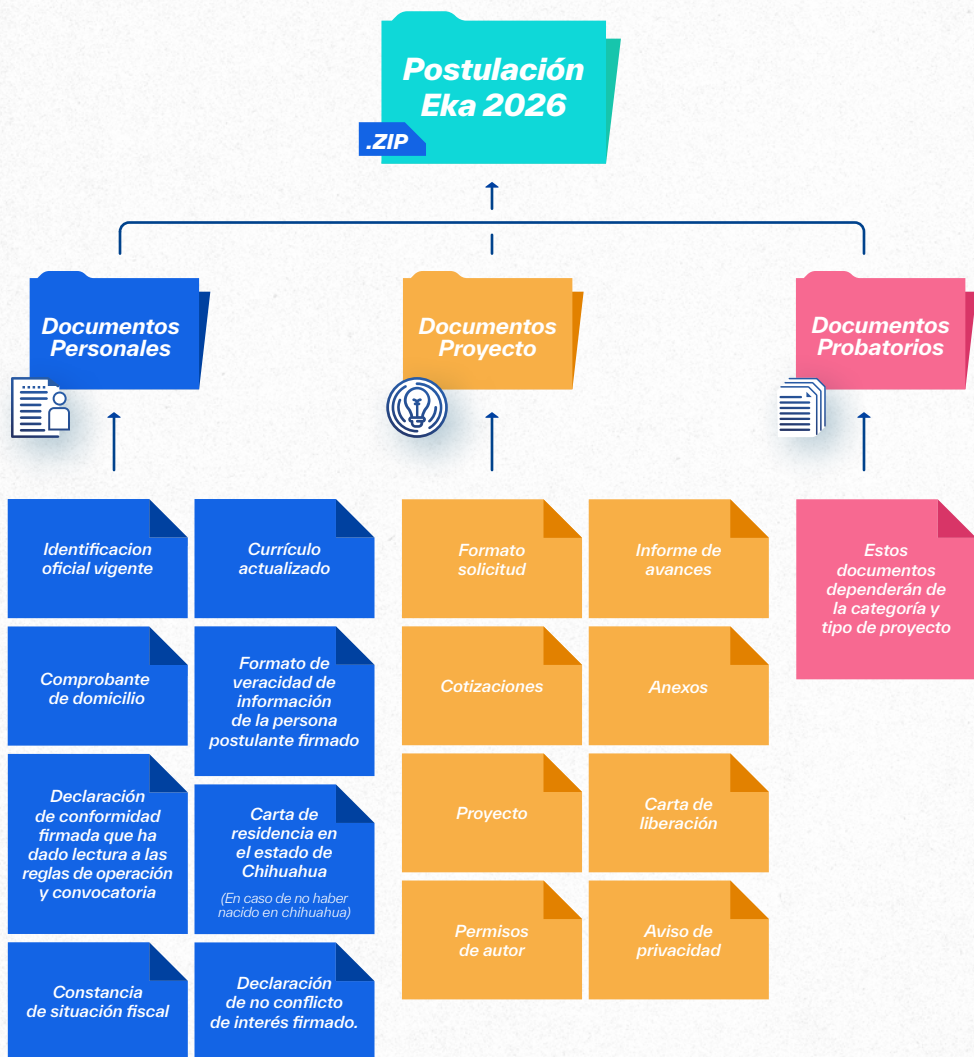 Postulación
Eka 2026
.ZIP
Documentos
Personales
Documentos
Proyecto
Documentos
Probatorios
Identificacion
oficial vigente
Currículo
actualizado
Comprobante
de domicilio
Formato de
veracidad de
información
de la persona
postulante firmado
Declaración
de conformidad
firmada que ha
dado lectura a las
reglas de operación
y convocatoria
Carta de
residencia en
el estado de
Chihuahua
(En caso de no haber
nacido en chihuahua)
Constancia
de situación fiscal
Declaración
de no conflicto
de interés firmado.
Formato
solicitud
Informe de
avances
Cotizaciones
Anexos
Proyecto
Carta de
liberación
Permisos
de autor
Aviso de
privacidad
Estos
documentos
dependerán de
la categoría y
tipo de proyecto